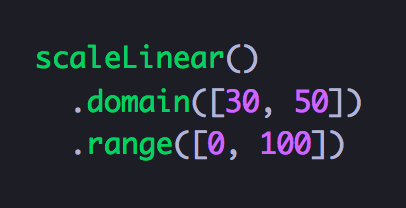 scaleLinear()
.domain([30, 50])
.range([0, 100])